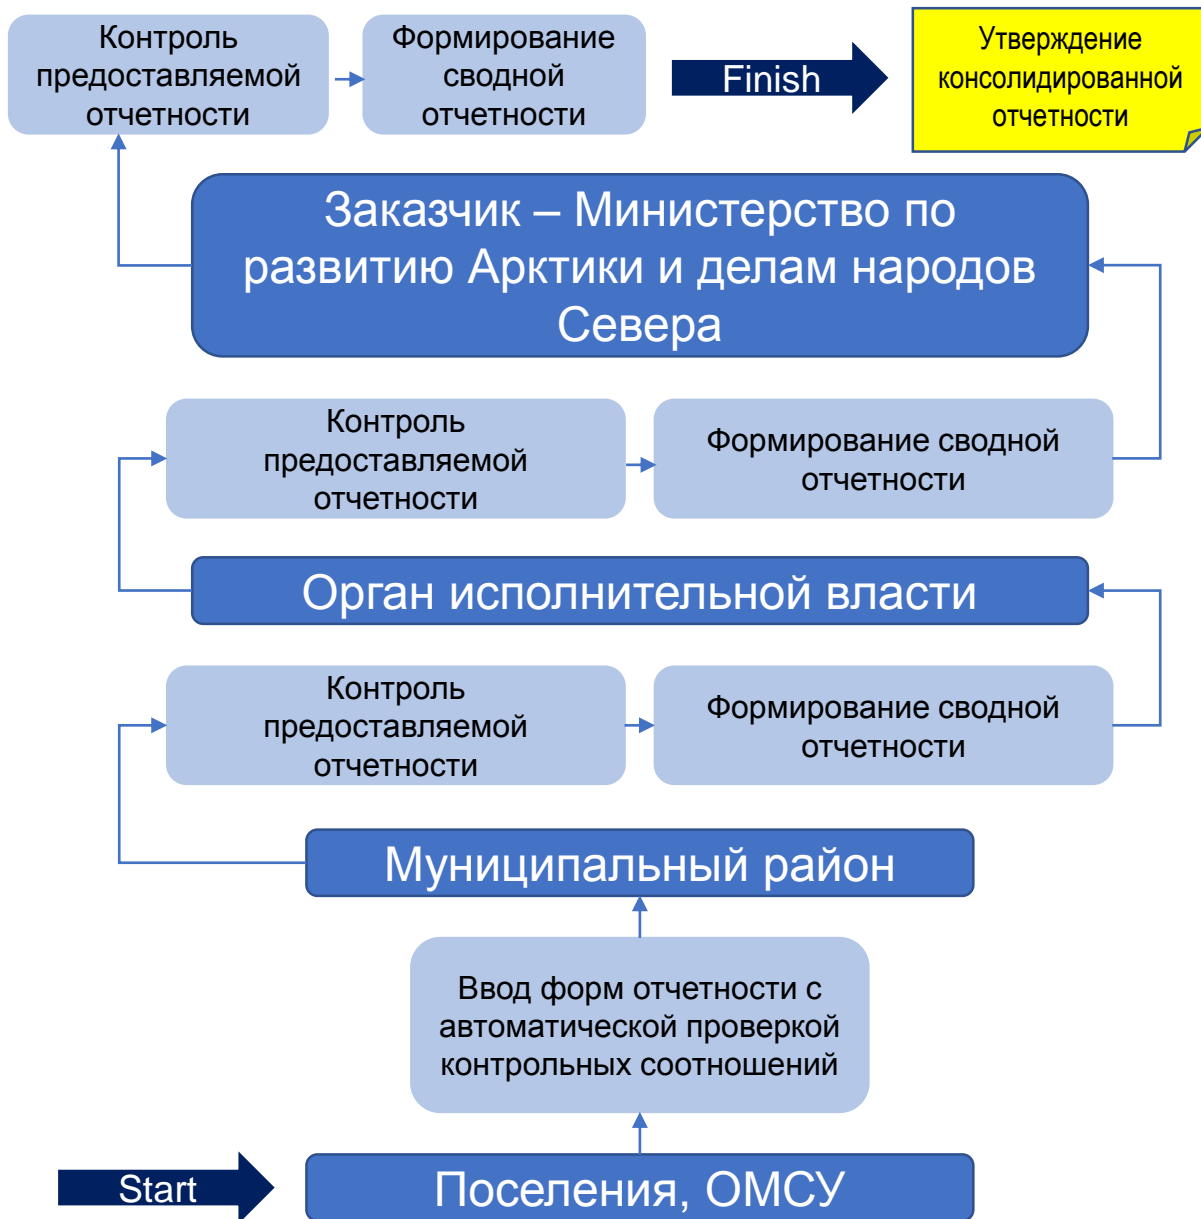 Контроль
предоставляемой
отчетности
Формирование
сводной
отчетности
Finish
Утверждение
консолидированной
отчетности
Заказчик – Министерство по
развитию Арктики и делам народов
Севера
Контроль
предоставляемой
отчетности
Формирование сводной
отчетности
Орган исполнительной власти
Контроль
предоставляемой
отчетности
Формирование сводной
отчетности
Муниципальный район
Ввод форм отчетности с
автоматической проверкой
контрольных соотношений
Start
Поселения, ОМСУ